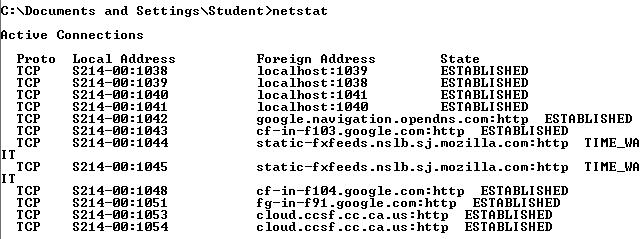 C:\Documents and Settings\Student>netstat
Active Connections
Proto Local Address Foreign Address State
TCP S214-00:1038 localhost:1039 ESTABLISHED
TCP S214-00:1039 localhost:1038 ESTABLISHED
TCP S214-00:1040 localhost:1041 ESTABLISHED
TCP S214-00:1041 localhost:1040 ESTABLISHED
TCP S214-00:1042 google.navigation.opendns.com:http ESTABLISHED
TCP S214-00:1043 cf-in-f103.google.com:http ESTABLISHED
TCP S214-00:1044 static-fxfeeds.nslb.sj.mozilla.com:http TIME_WA
IT
TCP S214-00:1045 static-fxfeeds.nslb.sj.mozilla.com:http TIME_WA
IT
TCP S214-00:1048 cf-in-f104.google.com:http ESTABLISHED
TCP S214-00:1051 fg-in-f91.google.com:http ESTABLISHED
TCP S214-00:1053 cloud.ccsf.cc.ca.us:http ESTABLISHED
TCP S214-00:1054 cloud.ccsf.cc.ca.us:http ESTABLISHED